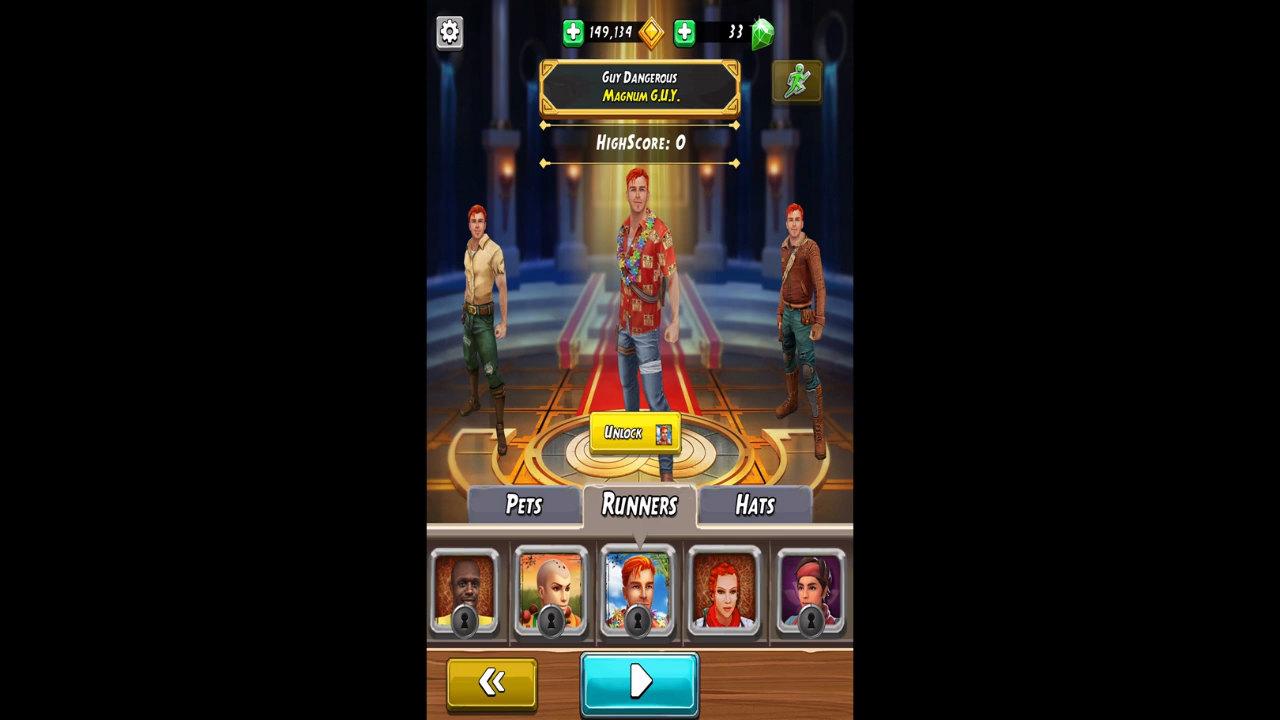 149,134
33
Guy Dangerous
Magnum G.U.Y.
HighScore: 0
Unlock
Pets
Runners
Hats